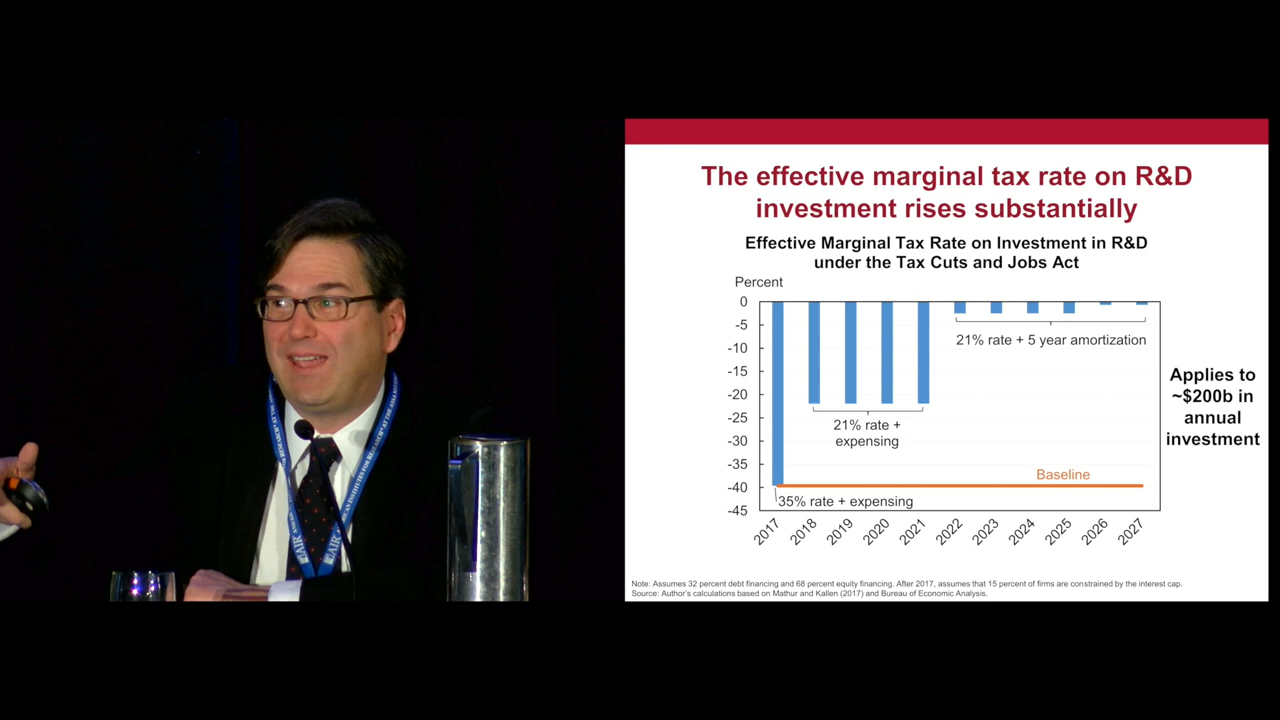 The effective marginal tax rate on R&D
investment rises substantially
Effective Marginal Tax Rate on Investment in R&D
under the Tax Cuts and Jobs Act
Percent
0
-5
-10
-15
-20
-25
-30
-35
-40
-45
21% rate + 5 year amortization
21% rate +
expensing
Baseline
35% rate + expensing
2017
2018
2019
2020
2021
2022
2023
2024
2025
2026
2027
Applies to
~$200b in
annual
investment
Note: Assumes 32 percent debt financing and 68 percent equity financing. After 2017, assumes that 15 percent of firms are constrained by the interest cap.
Source: Author's calculations based on Mathur and Kallen (2017) and Bureau of Economic Analysis.
AIR
AIR